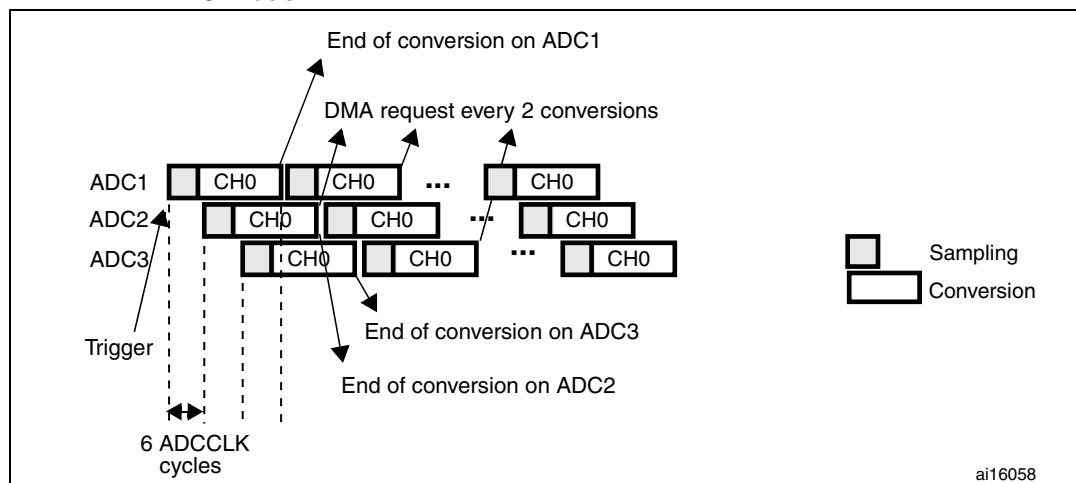 End of conversion on ADC1
DMA request every 2 conversions
ADC1 CH0 CH0 ... CH0
ADC2 CH0 CH0 ... CH0
ADC3 CH0 CH0 ... CH0
Sampling
Conversion
Trigger
End of conversion on ADC3
End of conversion on ADC2
6 ADCCLK
cycles
ai16058